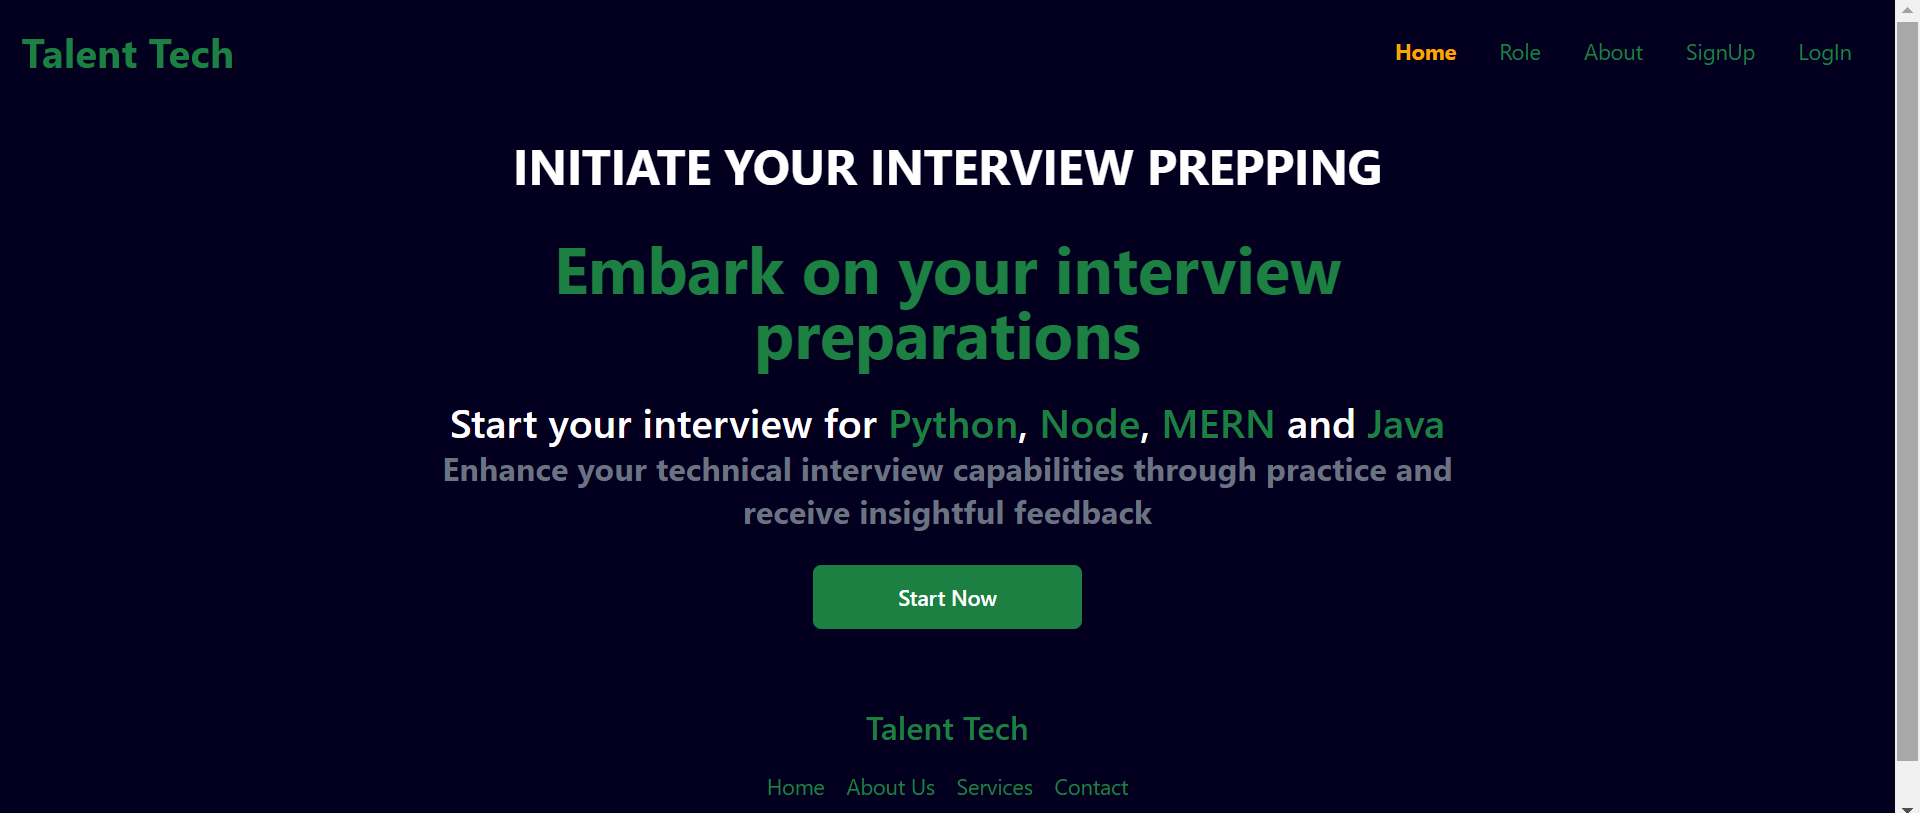 Talent Tech
Home Role About SignUp LogIn
INITIATE YOUR INTERVIEW PREPPING
Embark on your interview
preparations
Start your interview for Python, Node, MERN and Java
Enhance your technical interview capabilities through practice and
receive insightful feedback
Start Now
Talent Tech
Home About Us Services Contact